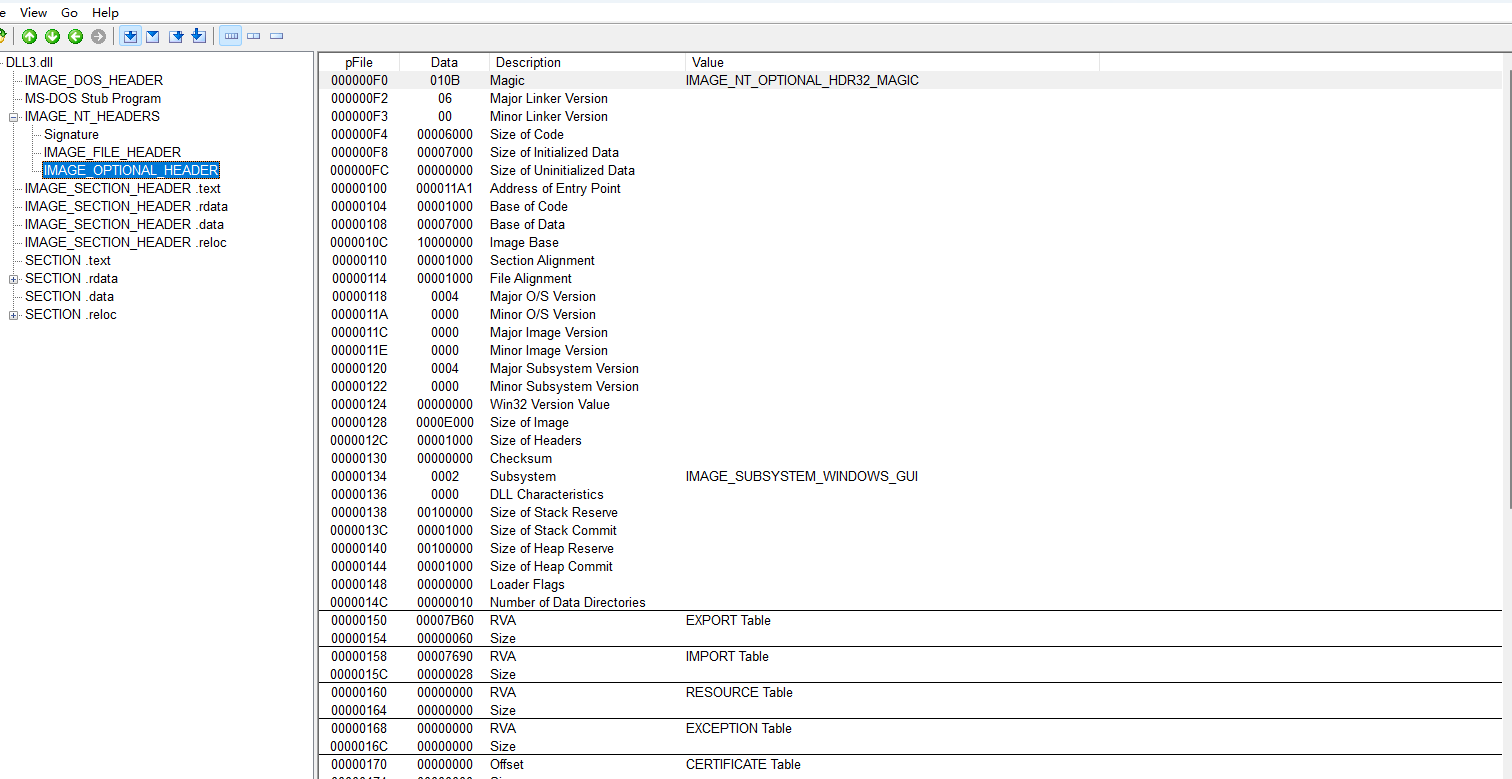 e View Go Help
DLL3.dll
IMAGE_DOS_HEADER
MS-DOS Stub Program
IMAGE_NT_HEADERS
Signature
IMAGE_FILE_HEADER
IMAGE_OPTIONAL_HEADER
IMAGE_SECTION_HEADER .text
IMAGE_SECTION_HEADER .rdata
IMAGE_SECTION_HEADER .data
IMAGE_SECTION_HEADER .reloc
SECTION .text
SECTION .rdata
SECTION .data
SECTION .reloc
pFile Data Description Value
000000F0 010B Magic IMAGE_NT_OPTIONAL_HDR32_MAGIC
000000F2 06 Major Linker Version
000000F3 00 Minor Linker Version
000000F4 00006000 Size of Code
000000F8 00007000 Size of Initialized Data
000000FC 00000000 Size of Uninitialized Data
00000100 000011A1 Address of Entry Point
00000104 00001000 Base of Code
00000108 00007000 Base of Data
0000010C 10000000 Image Base
00000110 00001000 Section Alignment
00000114 00001000 File Alignment
00000118 0004 Major O/S Version
0000011A 0000 Minor O/S Version
0000011C 0000 Major Image Version
0000011E 0000 Minor Image Version
00000120 0004 Major Subsystem Version
00000122 0000 Minor Subsystem Version
00000124 00000000 Win32 Version Value
00000128 0000E000 Size of Image
0000012C 00001000 Size of Headers
00000130 00000000 Checksum
00000134 0002 Subsystem IMAGE_SUBSYSTEM_WINDOWS_GUI
00000136 0000 DLL Characteristics
00000138 00100000 Size of Stack Reserve
0000013C 00001000 Size of Stack Commit
00000140 00100000 Size of Heap Reserve
00000144 00001000 Size of Heap Commit
00000148 00000000 Loader Flags
0000014C 00000010 Number of Data Directories
00000150 00007B60 RVA EXPORT Table
00000154 00000060 Size
00000158 00007690 RVA IMPORT Table
0000015C 00000028 Size
00000160 00000000 RVA RESOURCE Table
00000164 00000000 Size
00000168 00000000 RVA EXCEPTION Table
0000016C 00000000 Size
00000170 00000000 Offset CERTIFICATE Table